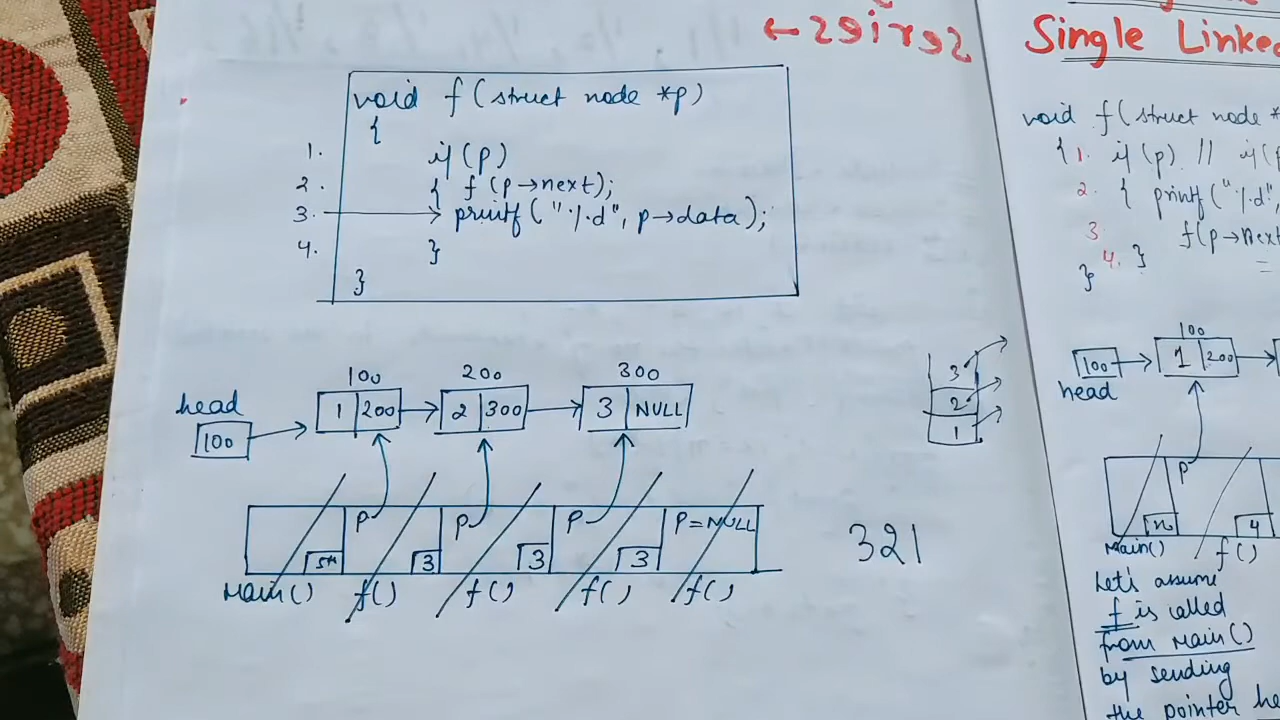 void f(struct node *p)
{
1. if(p)
2. { f(p→next);
3. → printf("%d", p→data);
4. }
}
100 200 300
head
100 → 1 200 → 2 300 → 3 NULL
P P P P=NULL
3 3 3
Main() f() f() f() f()
3
2
1
321
Single Linked
void f(struct node *
{ 1. if(p) // if(p
2. { printf("%d",
3. f(p→Next
4. }
}
100
100 → 1 200 →
head
P
n 4
Main() f()
Let's assume
f is called
from Main()
by sending
the pointer he